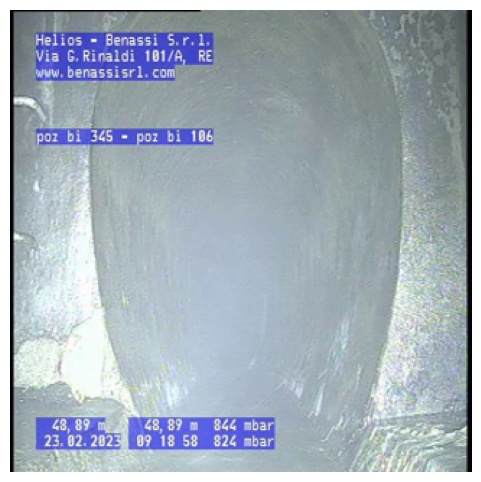 Helios - Benassi S.r.l.
Via G.Rinaldi 101/A, RE
www.benassisrl.com
poz bi 345 - poz bi 106
48,89 m 48,89 m 844 mbar
23.02.2023 09 18 58 824 mbar